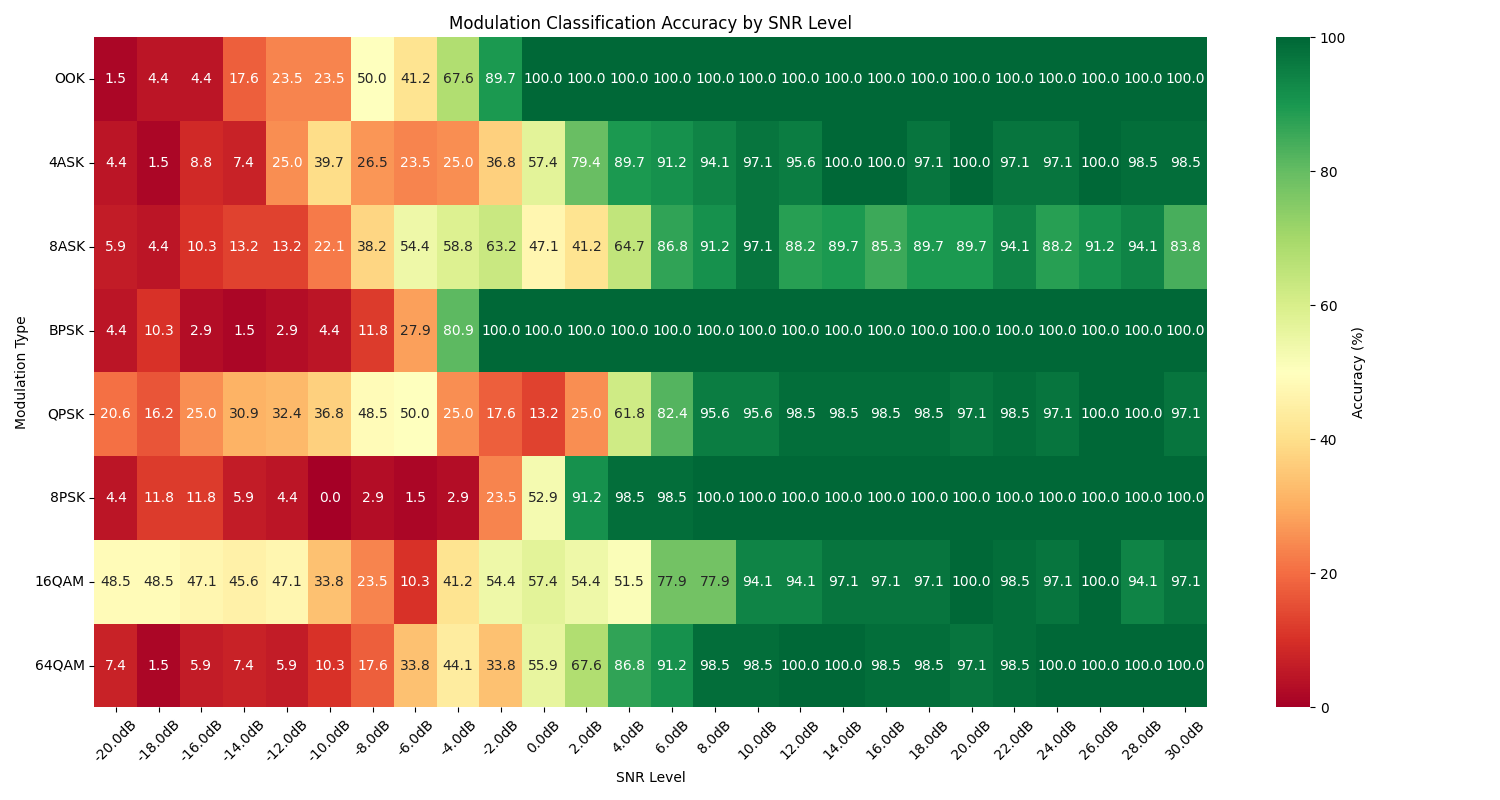 Modulation Classification Accuracy by SNR Level
OOK 1.5 4.4 4.4 17.6 23.5 23.5 50.0 41.2 67.6 89.7 100.0 100.0 100.0 100.0 100.0 100.0 100.0 100.0 100.0 100.0 100.0 100.0 100.0 100.0 100.0 100.0
4ASK 4.4 1.5 8.8 7.4 25.0 39.7 26.5 23.5 25.0 36.8 57.4 79.4 89.7 91.2 94.1 97.1 95.6 100.0 100.0 97.1 100.0 97.1 97.1 100.0 98.5 98.5
8ASK 5.9 4.4 10.3 13.2 13.2 22.1 38.2 54.4 58.8 63.2 47.1 41.2 64.7 86.8 91.2 97.1 88.2 89.7 85.3 89.7 89.7 94.1 88.2 91.2 94.1 83.8
BPSK 4.4 10.3 2.9 1.5 2.9 4.4 11.8 27.9 80.9 100.0 100.0 100.0 100.0 100.0 100.0 100.0 100.0 100.0 100.0 100.0 100.0 100.0 100.0 100.0 100.0 100.0
QPSK 20.6 16.2 25.0 30.9 32.4 36.8 48.5 50.0 25.0 17.6 13.2 25.0 61.8 82.4 95.6 95.6 98.5 98.5 98.5 98.5 97.1 98.5 97.1 100.0 100.0 97.1
8PSK 4.4 11.8 11.8 5.9 4.4 0.0 2.9 1.5 2.9 23.5 52.9 91.2 98.5 98.5 100.0 100.0 100.0 100.0 100.0 100.0 100.0 100.0 100.0 100.0 100.0 100.0
16QAM 48.5 48.5 47.1 45.6 47.1 33.8 23.5 10.3 41.2 54.4 57.4 54.4 51.5 77.9 77.9 94.1 94.1 97.1 97.1 97.1 100.0 98.5 97.1 100.0 94.1 97.1
64QAM 7.4 1.5 5.9 7.4 5.9 10.3 17.6 33.8 44.1 33.8 55.9 67.6 86.8 91.2 98.5 98.5 100.0 100.0 98.5 98.5 97.1 98.5 100.0 100.0 100.0 100.0
-20.0dB -18.0dB -16.0dB -14.0dB -12.0dB -10.0dB -8.0dB -6.0dB -4.0dB -2.0dB 0.0dB 2.0dB 4.0dB 6.0dB 8.0dB 10.0dB 12.0dB 14.0dB 16.0dB 18.0dB 20.0dB 22.0dB 24.0dB 26.0dB 28.0dB 30.0dB
SNR Level
Modulation Type
100
80
60
40
20
0
Accuracy (%)